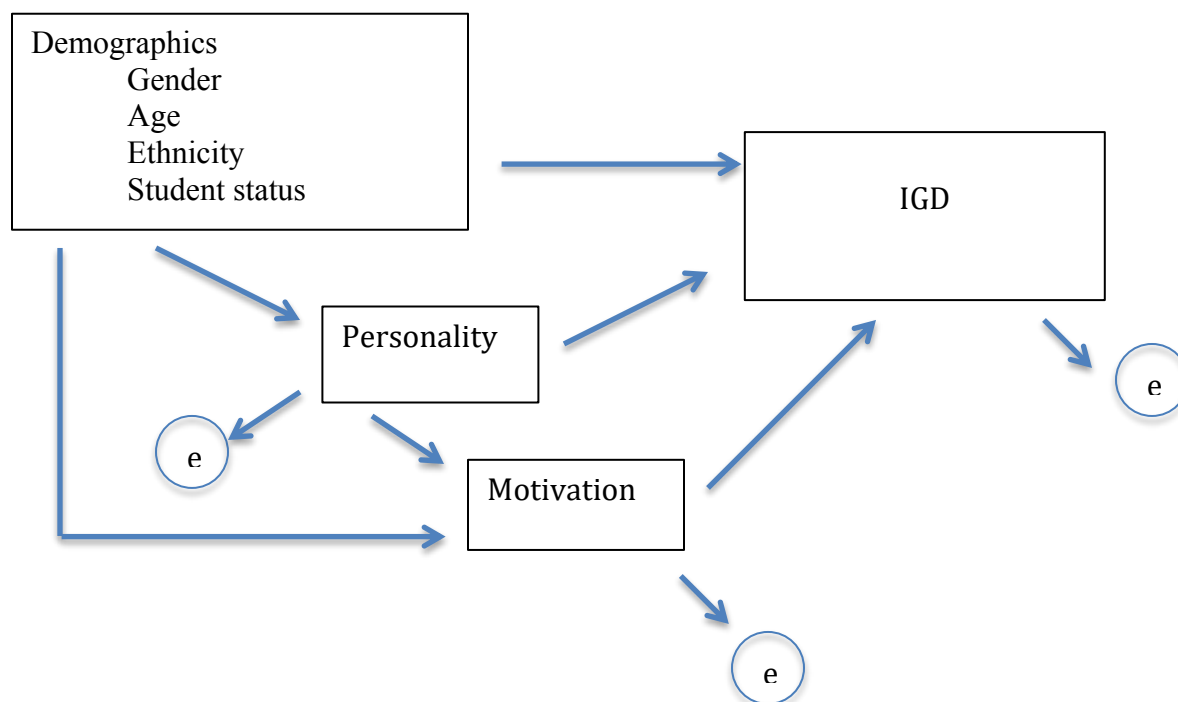 Demographics
Gender
Age
Ethnicity
Student status
IGD
Personality
e
e
Motivation
e